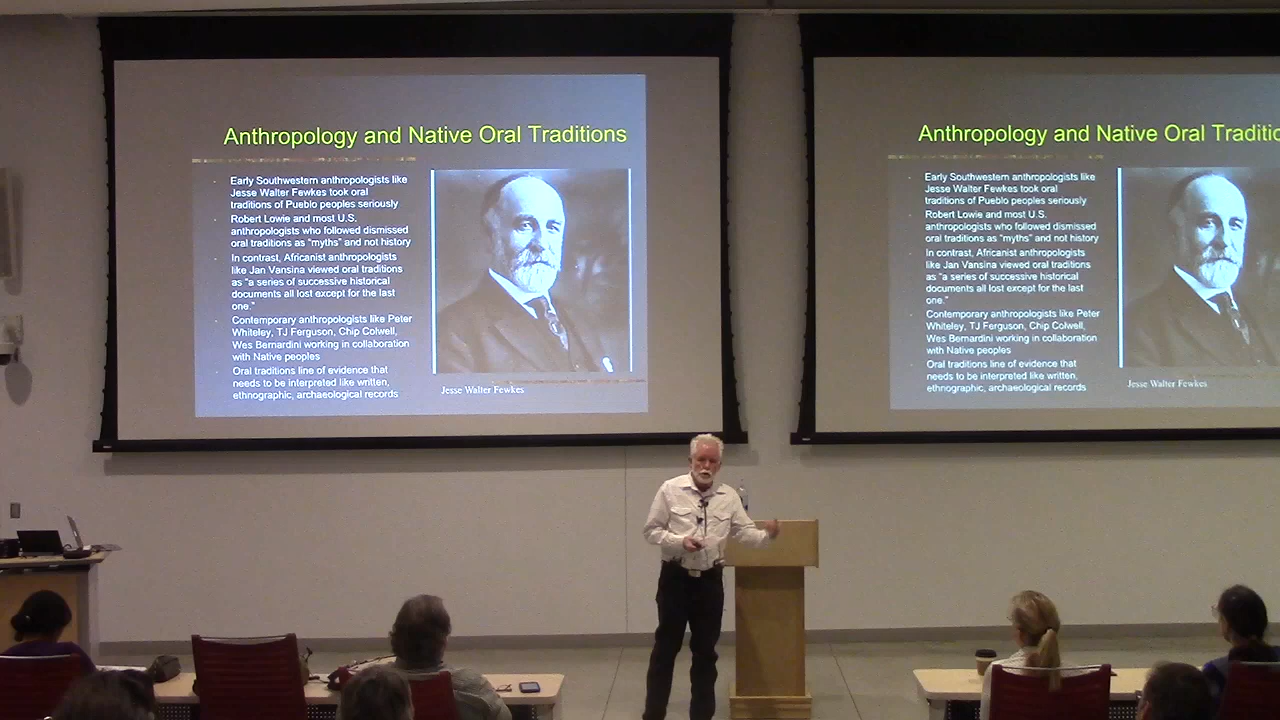 Anthropology and Native Oral Traditions
Early Southwestern anthropologists like
Jesse Walter Fewkes took oral
traditions of Pueblo peoples seriously
Robert Lowie and most U.S.
anthropologists who followed dismissed
oral traditions as “myths” and not history
In contrast, Africanist anthropologists
like Jan Vansina viewed oral traditions
as “a series of successive historical
documents all lost except for the last
one.”
Contemporary anthropologists like Peter
Whiteley, TJ Ferguson, Chip Colwell,
Wes Bernardini working in collaboration
with Native peoples
Oral traditions line of evidence that
needs to be interpreted like written,
ethnographic, archaeological records
Jesse Walter Fewkes
Anthropology and Native Oral Traditio
Early Southwestern anthropologists like
Jesse Walter Fewkes took oral
traditions of Pueblo peoples seriously
Robert Lowie and most U.S.
anthropologists who followed dismissed
oral traditions as “myths” and not history
In contrast, Africanist anthropologists
like Jan Vansina viewed oral traditions
as “a series of successive historical
documents all lost except for the last
one.”
Contemporary anthropologists like Peter
Whiteley, TJ Ferguson, Chip Colwell,
Wes Bernardini working in collaboration
with Native peoples
Oral traditions line of evidence that
needs to be interpreted like written,
ethnographic, archaeological records
Jesse Walter Fewkes